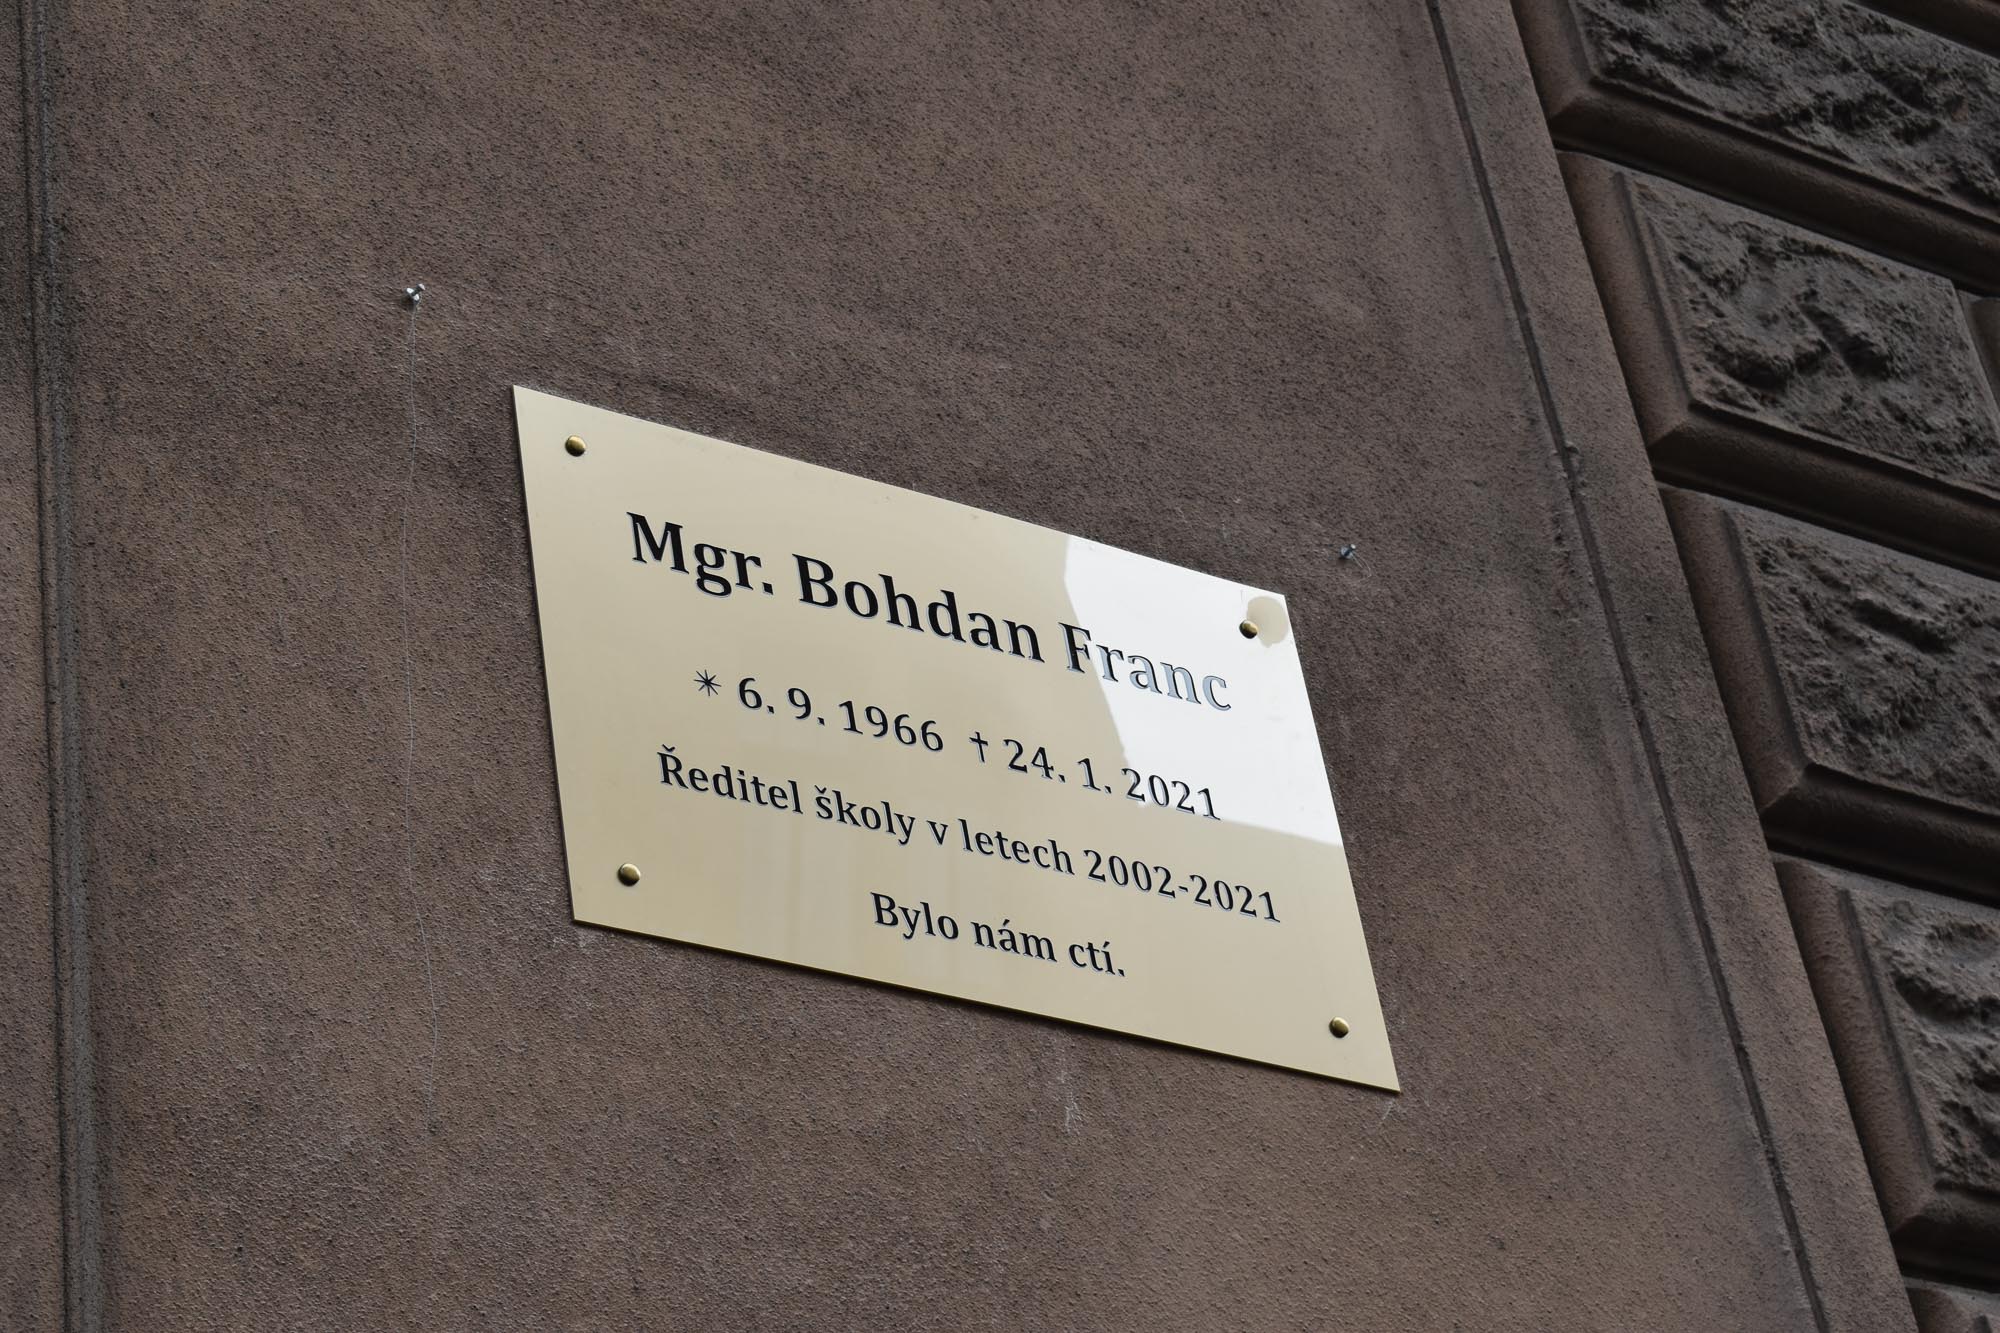 Mgr. Bohdan Franc
* 6. 9. 1966 † 24. 1. 2021
Ředitel školy v letech 2002-2021
Bylo nám ctí.